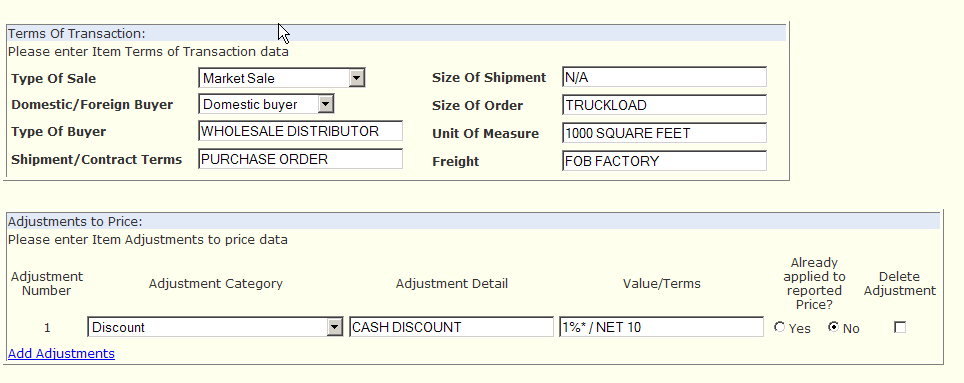 Terms Of Transaction:
Please enter Item Terms of Transaction data
Type Of Sale Market Sale Size Of Shipment N/A
Domestic/Foreign Buyer Domestic buyer Size Of Order TRUCKLOAD
Type Of Buyer WHOLESALE DISTRIBUTOR Unit Of Measure 1000 SQUARE FEET
Shipment/Contract Terms PURCHASE ORDER Freight FOB FACTORY
Adjustments to Price:
Please enter Item Adjustments to price data
Adjustment Number Adjustment Category Adjustment Detail Value/Terms Already applied to reported Price? Delete Adjustment
1 Discount CASH DISCOUNT 1%* / NET 10 Yes No
Add Adjustments